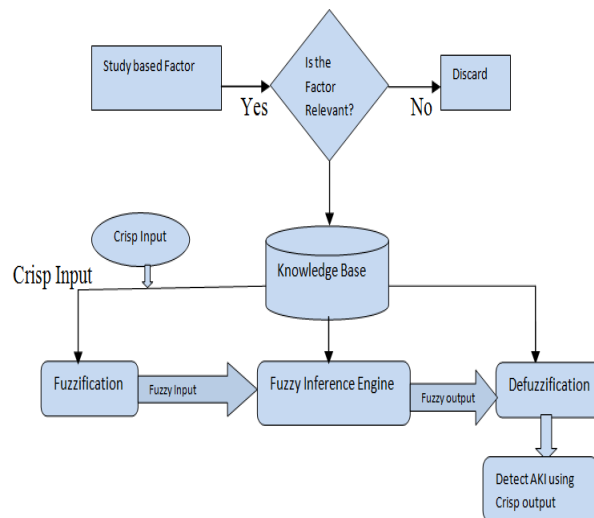 Study based Factor
Is the
Factor
Relevant?
Discard
Yes
No
Crisp Input
Crisp Input
Knowledge Base
Fuzzification
Fuzzy Input
Fuzzy Inference Engine
Fuzzy output
Defuzzification
Detect AKI using
Crisp output